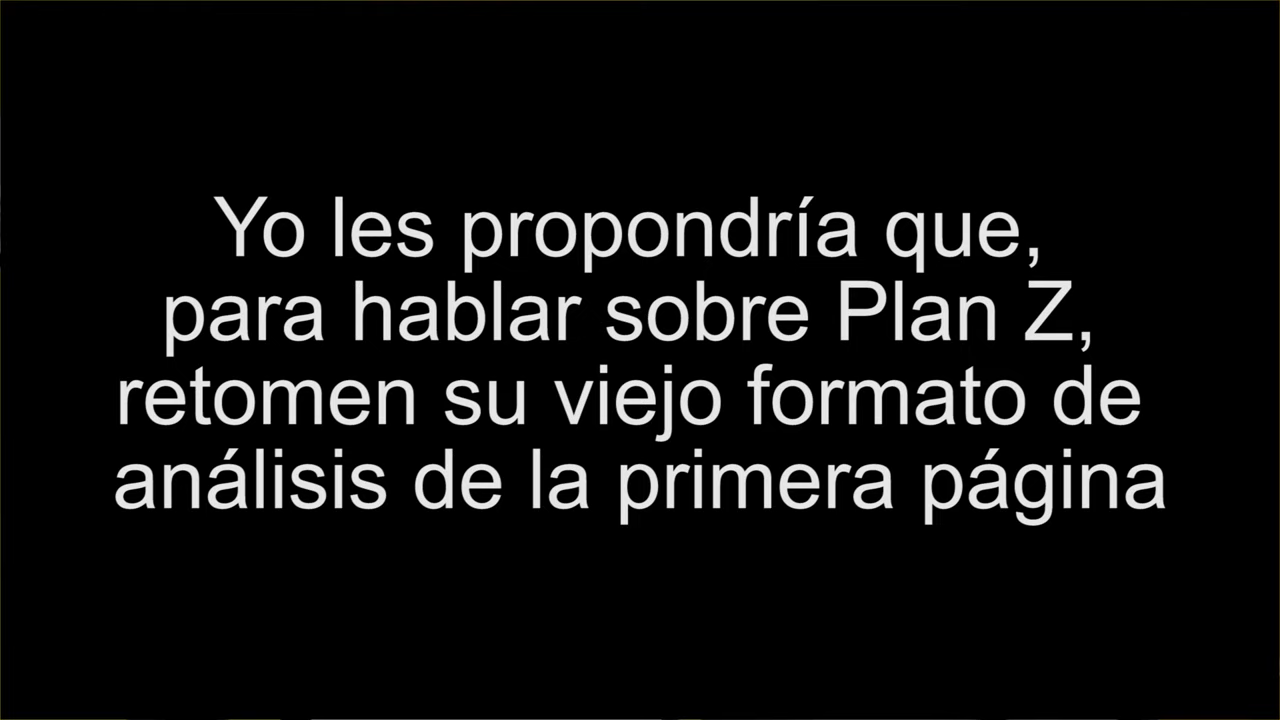 Yo les propondría que,
para hablar sobre Plan Z,
retomen su viejo formato de
análisis de la primera página